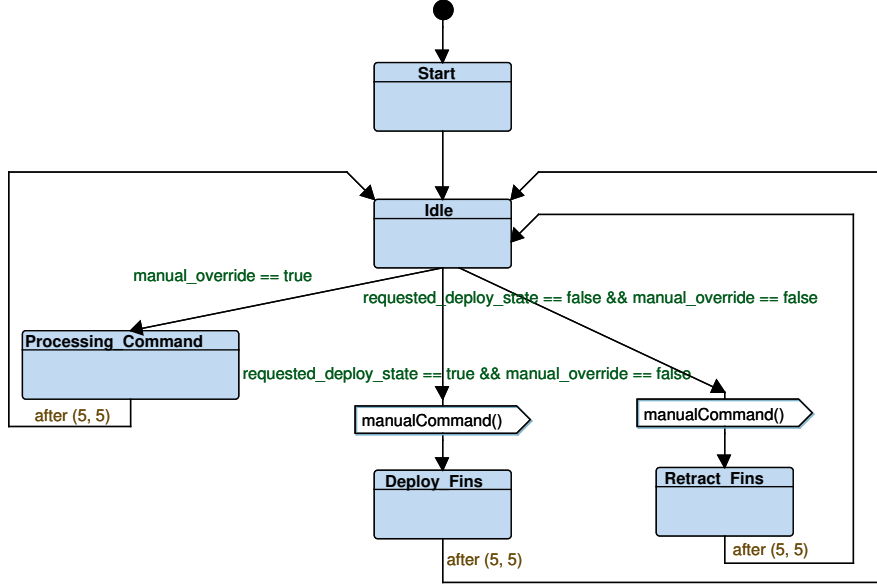 Start
Idle
manual_override == true
requested_deploy_state == false && manual_override == false
Processing_Command
requested_deploy_state == true && manual_override == false
after (5, 5)
manualCommand()
manualCommand()
Deploy_Fins
Retract_Fins
after (5, 5)
after (5, 5)